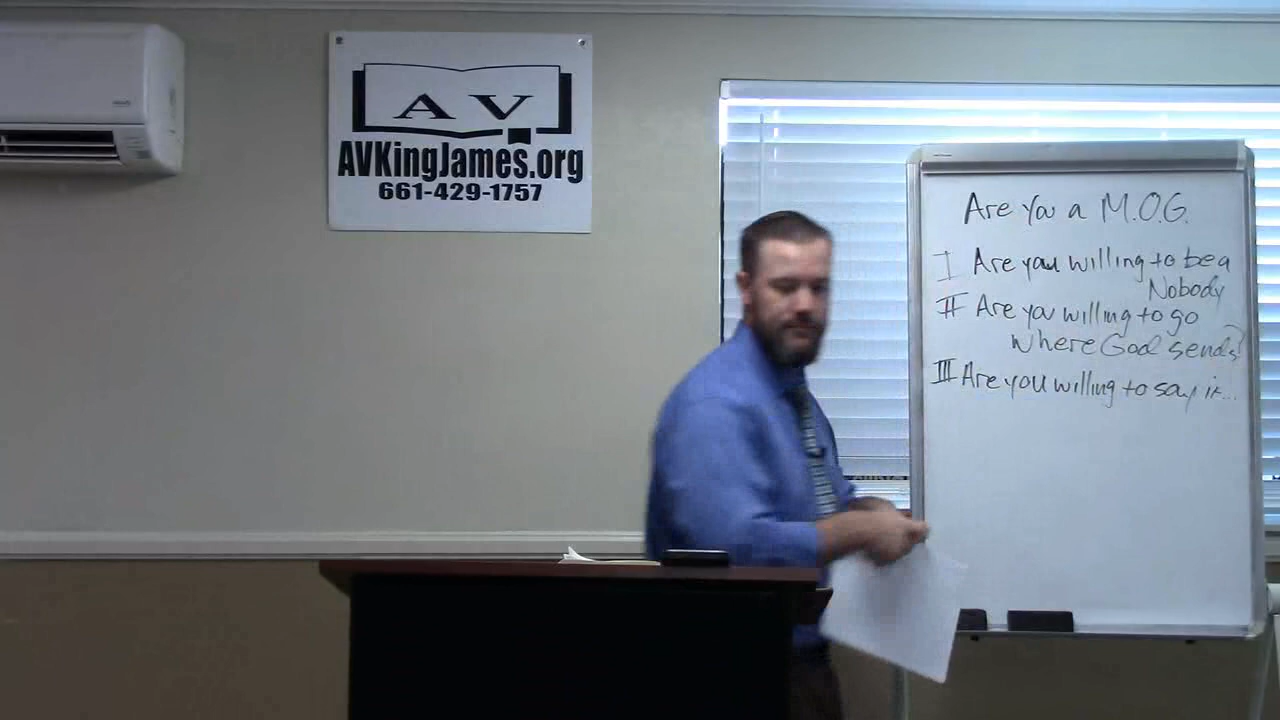 AV
AVKingJames.org
661-429-1757
Are You a M.O.G.
I Are you willing to be a
Nobody
II Are you willing to go
where God sends?
III Are you willing to say it...